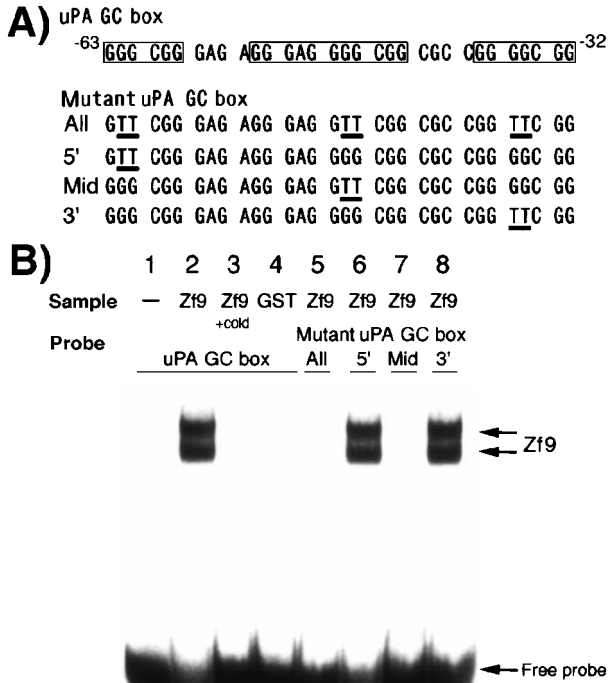 A) uPA GC box
-63 GGG CGG GAG AGG GAG GGG CGG CGC CGG GGC GG -32
Mutant uPA GC box
All GTT CGG GAG AGG GAG GTT CGG CGC CGG TTC GG
5' GTT CGG GAG AGG GAG GGG CGG CGC CGG GGC GG
Mid GGG CGG GAG AGG GAG GTT CGG CGC CGG GGC GG
3' GGG CGG GAG AGG GAG GGG CGG CGC CGG TTC GG
B) 1 2 3 4 5 6 7 8
Sample — Zf9 Zf9 GST Zf9 Zf9 Zf9 Zf9
+cold
Probe Mutant uPA GC box
uPA GC box All 5' Mid 3'
Zf9
Free probe